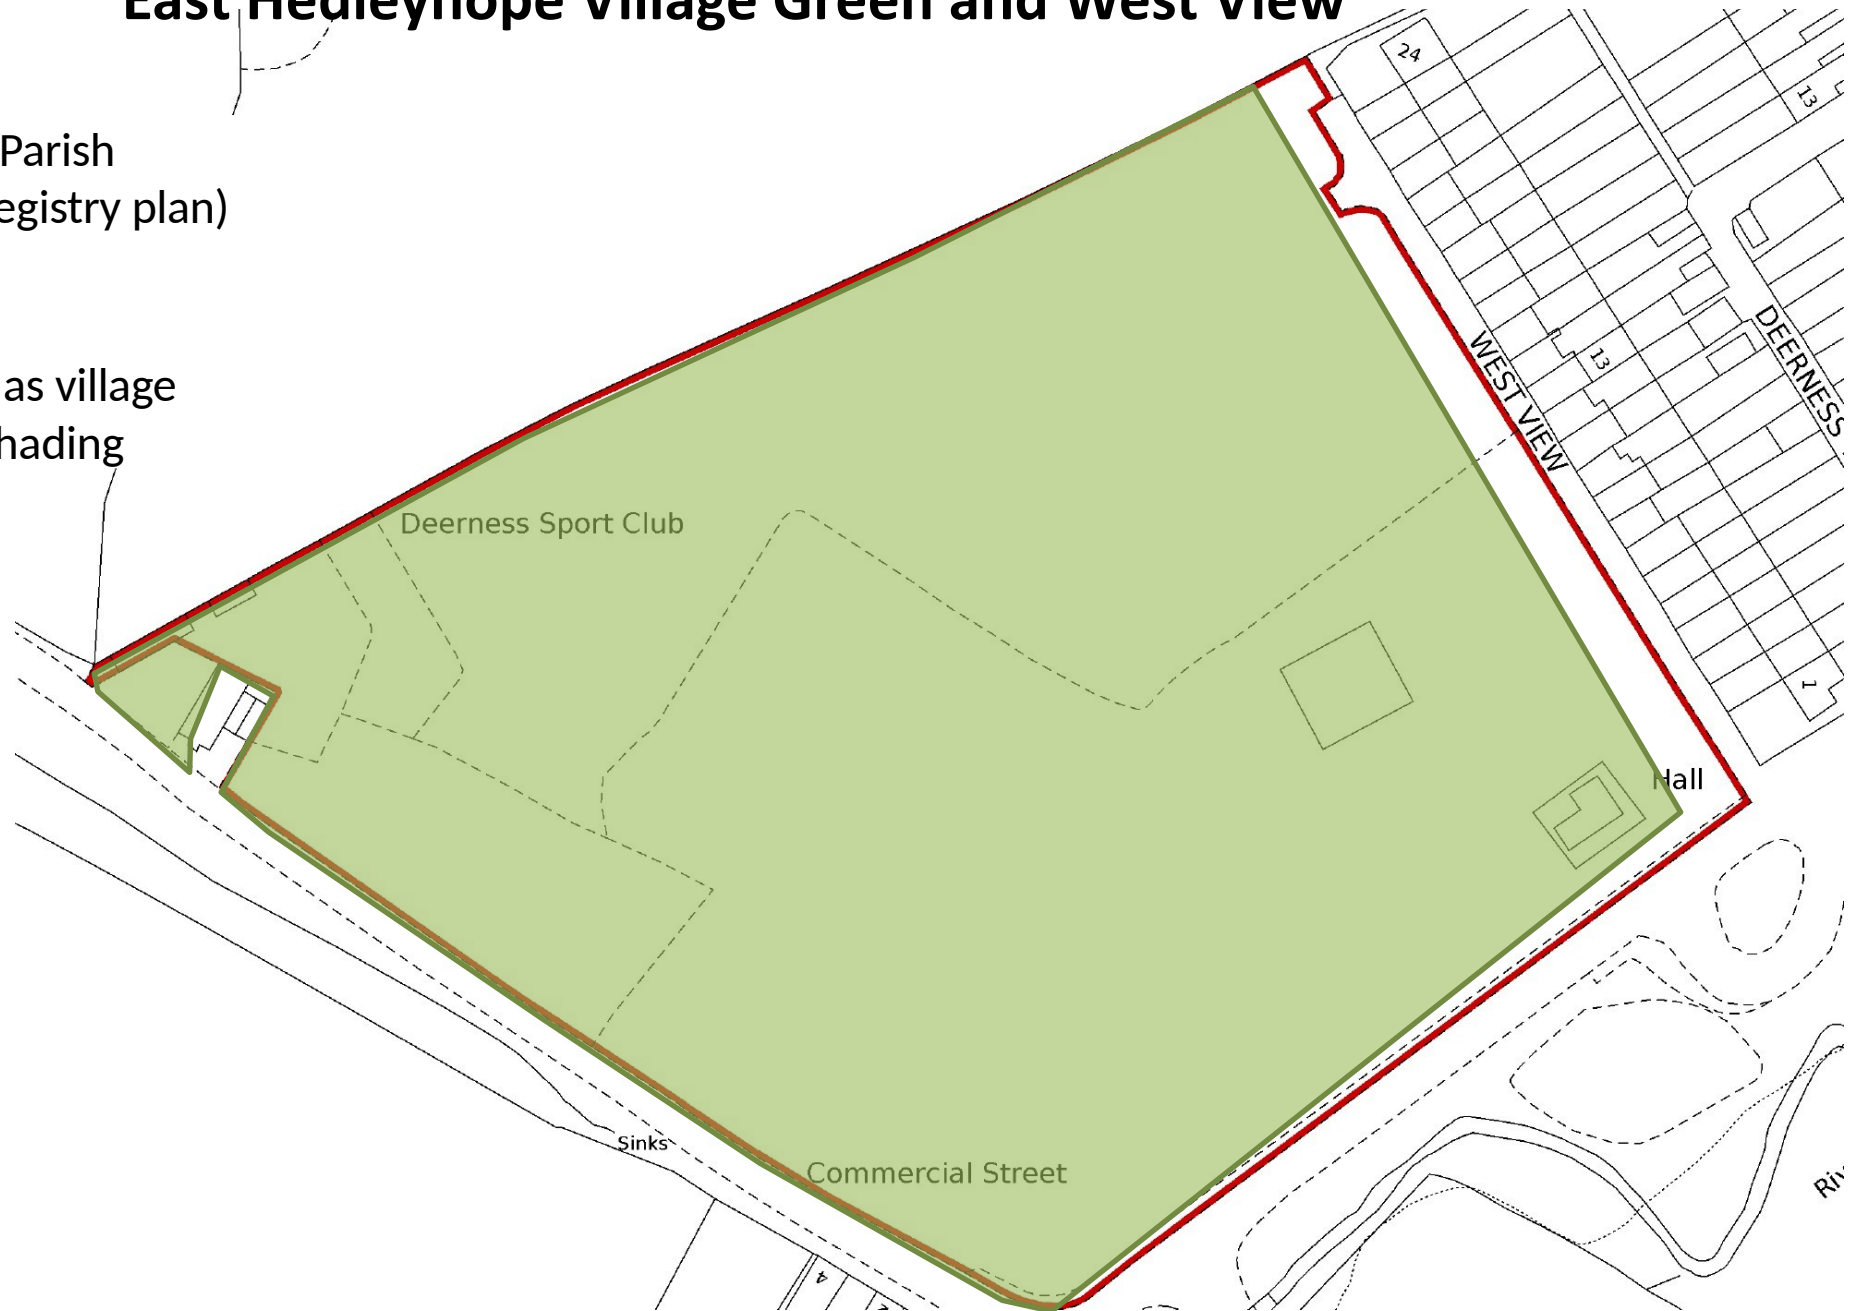 East Hedleyhope Village Green and West View
Parish
egistry plan)
as village
hading
24
13
13
WEST VIEW
DEERNESS
1
Deerness Sport Club
Hall
Sinks
Commercial Street
4
Riv